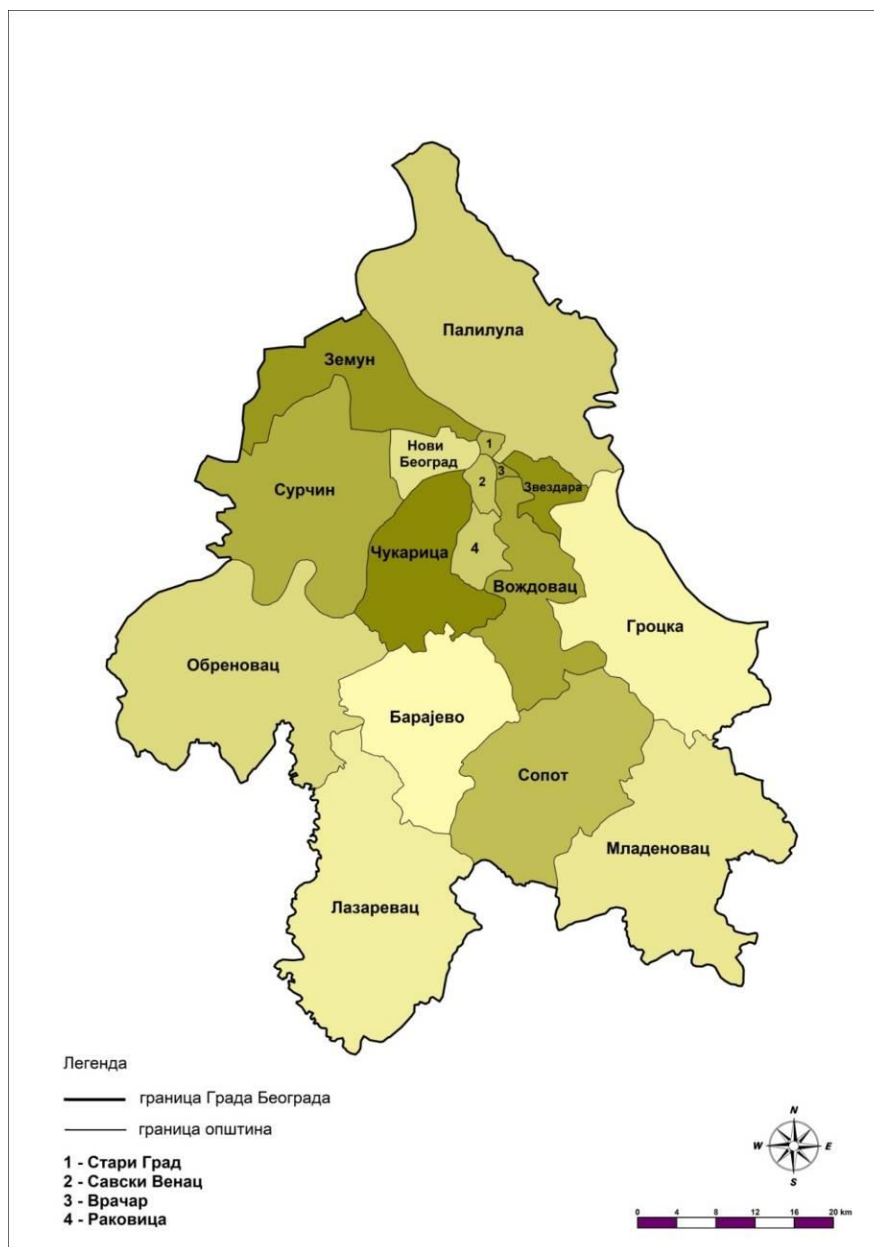 Палилула
Земун
Нови
Београд
1
3
2
Звездара
Сурчин
4
Чукарица
Вождовац
Гроцка
Обреновац
Барајево
Сопот
Младеновац
Лазаревац
Легенда
граница Града Београда
граница општина
1 - Стари Град
2 - Савски Венац
3 - Врачар
4 - Раковица
N
W E
S
0 4 8 12 16 20 km